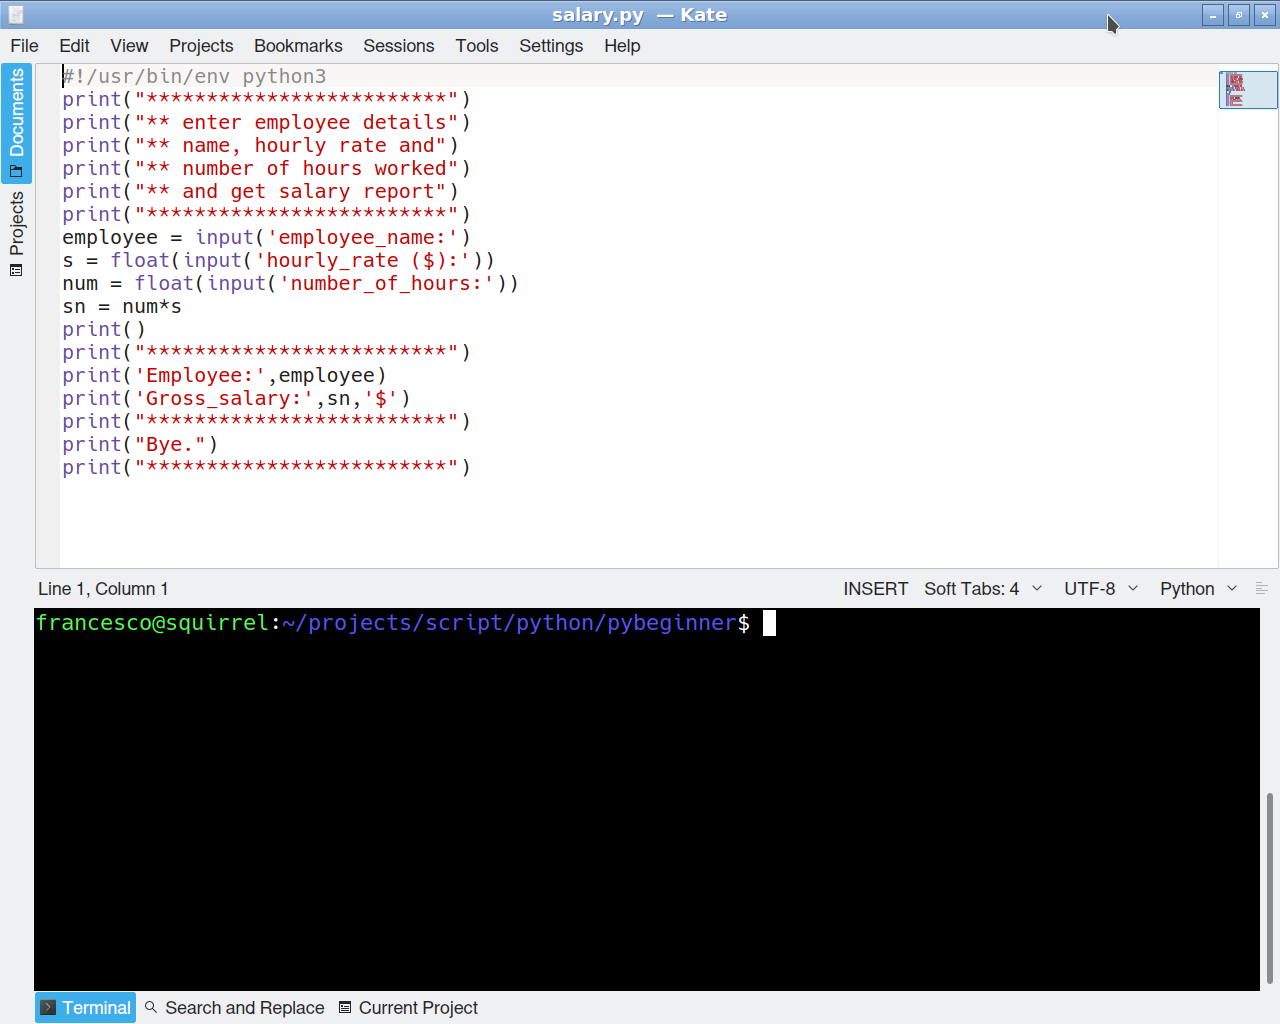 salary.py — Kate
File Edit View Projects Bookmarks Sessions Tools Settings Help
Documents
Projects
#!/usr/bin/env python3
print("*************************")
print("** enter employee details")
print("** name, hourly rate and")
print("** number of hours worked")
print("** and get salary report")
print("*************************")
employee = input('employee_name:')
s = float(input('hourly_rate ($):'))
num = float(input('number_of_hours:'))
sn = num*s
print()
print("*************************")
print('Employee:',employee)
print('Gross_salary:',sn,'$')
print("*************************")
print("Bye.")
print("*************************")
Line 1, Column 1 INSERT Soft Tabs: 4 UTF-8 Python
francesco@squirrel:~/projects/script/python/pybeginner$
Terminal Search and Replace Current Project